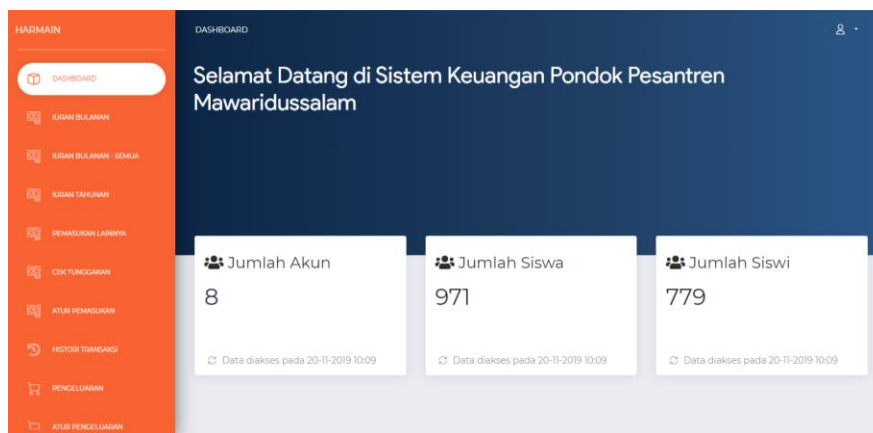 HARMAIN
DASHBOARD
IURAN BULANAN
IURAN BULANAN - SEMUA
IURAN TAHUNAN
PEMASUKAN LAINNYA
CEK TUNGGAKAN
ATUR PEMASUKAN
HISTORI TRANSAKSI
PENGELUARAN
ATUR PENGELUARAN
DASHBOARD
Selamat Datang di Sistem Keuangan Pondok Pesantren
Mawaridussalam
Jumlah Akun
8
Data diakses pada 20-11-2019 10:09
Jumlah Siswa
971
Data diakses pada 20-11-2019 10:09
Jumlah Siswi
779
Data diakses pada 20-11-2019 10:09